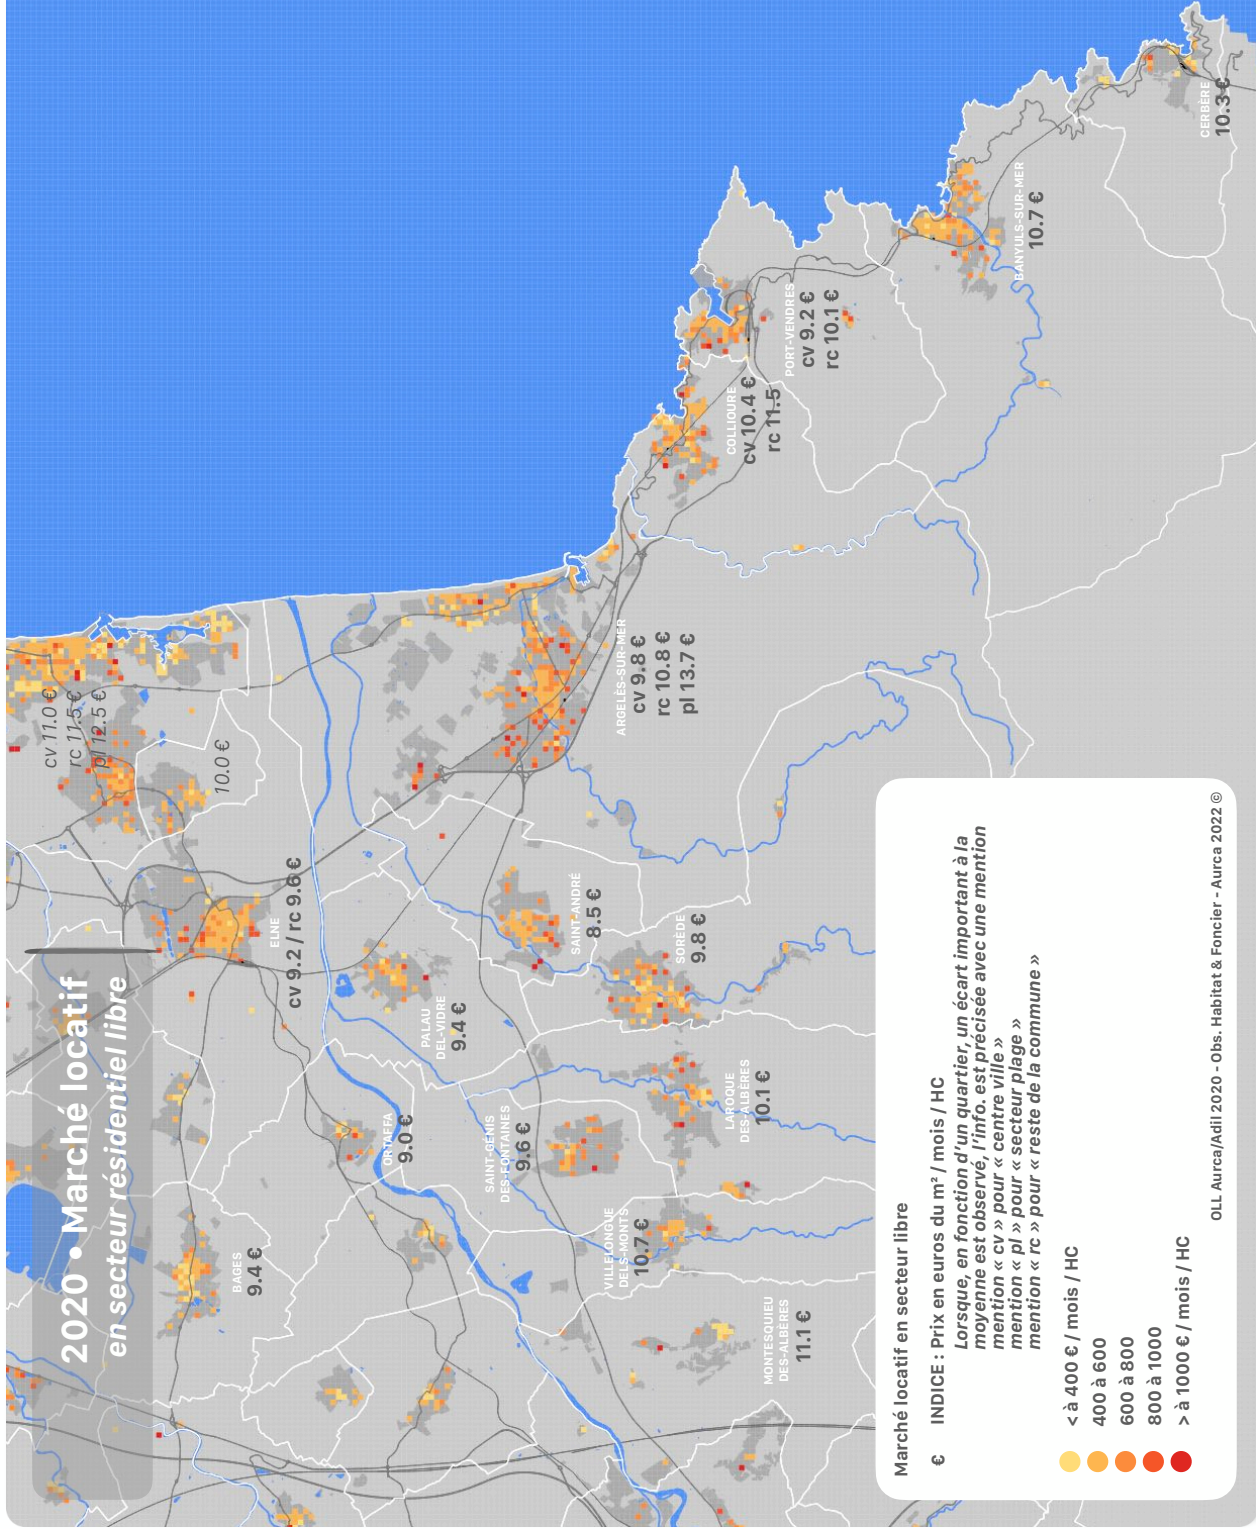 2020 • Marché locatif
en secteur résidentiel libre
cv 11.0 €
rc 11.5 €
pl 12.5 €
10.0 €
ELNE
cv 9.2 / rc 9.6 €
BAGES
9.4 €
ORTAFFA
9.0 €
PALAU
DEL-VIDRE
9.4 €
SAINT-GÉNIS
DES-FONTAINES
9.6 €
SAINT-ANDRÉ
8.5 €
ARGELÈS-SUR-MER
cv 9.8 €
rc 10.8 €
pl 13.7 €
VILLELONGUE
DELS-MONTS
10.7 €
SORÈDE
9.8 €
LAROQUE
DES-ALBÈRES
10.1 €
MONTESQUIEU
DES-ALBÈRES
11.1 €
COLLIOURE
cv 10.4 €
rc 11.5
PORT-VENDRES
cv 9.2 €
rc 10.1 €
BANYULS-SUR-MER
10.7 €
CERBÈRE
10.3 €
Marché locatif en secteur libre
€ INDICE : Prix en euros du m² / mois / HC
Lorsque, en fonction d'un quartier, un écart important à la
moyenne est observé, l'info. est précisée avec une mention
mention « cv » pour « centre ville »
mention « pl » pour « secteur plage »
mention « rc » pour « reste de la commune »
< à 400 € / mois / HC
400 à 600
600 à 800
800 à 1000
> à 1000 € / mois / HC
OLL Aurca/Adil 2020 - Obs. Habitat & Foncier - Aurca 2022 ©